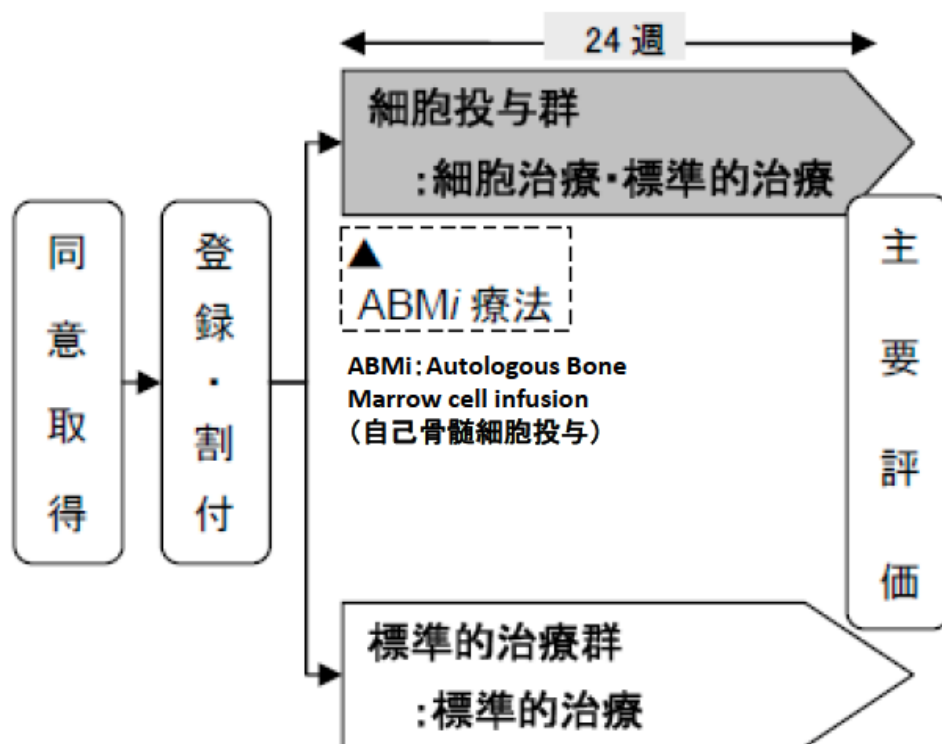 24 週
細胞投与群
:細胞治療・標準的治療
同意取得
登録・割付
▲
ABMi 療法
ABMi:Autologous Bone
Marrow cell infusion
(自己骨髄細胞投与)
主要評価
標準的治療群
:標準的治療